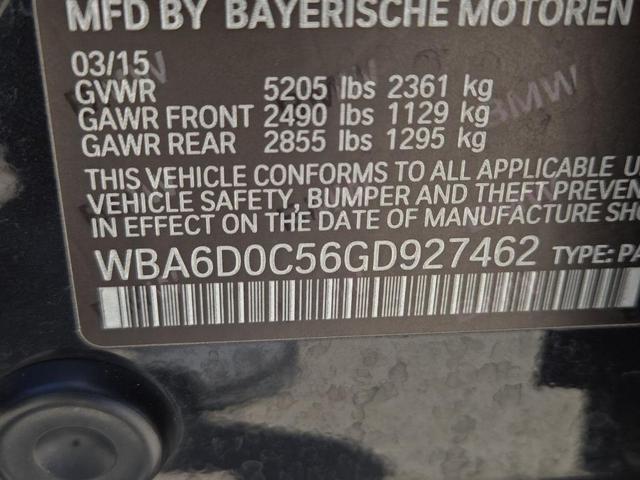 MFD BY BAYERISCHE MOTOREN
03/15
GVWR 5205 lbs 2361 kg
GAWR FRONT 2490 lbs 1129 kg
GAWR REAR 2855 lbs 1295 kg
THIS VEHICLE CONFORMS TO ALL APPLICABLE
VEHICLE SAFETY, BUMPER AND THEFT PREVEN
IN EFFECT ON THE DATE OF MANUFACTURE SHO
WBA6D0C56GD927462 TYPE: PA
BMW